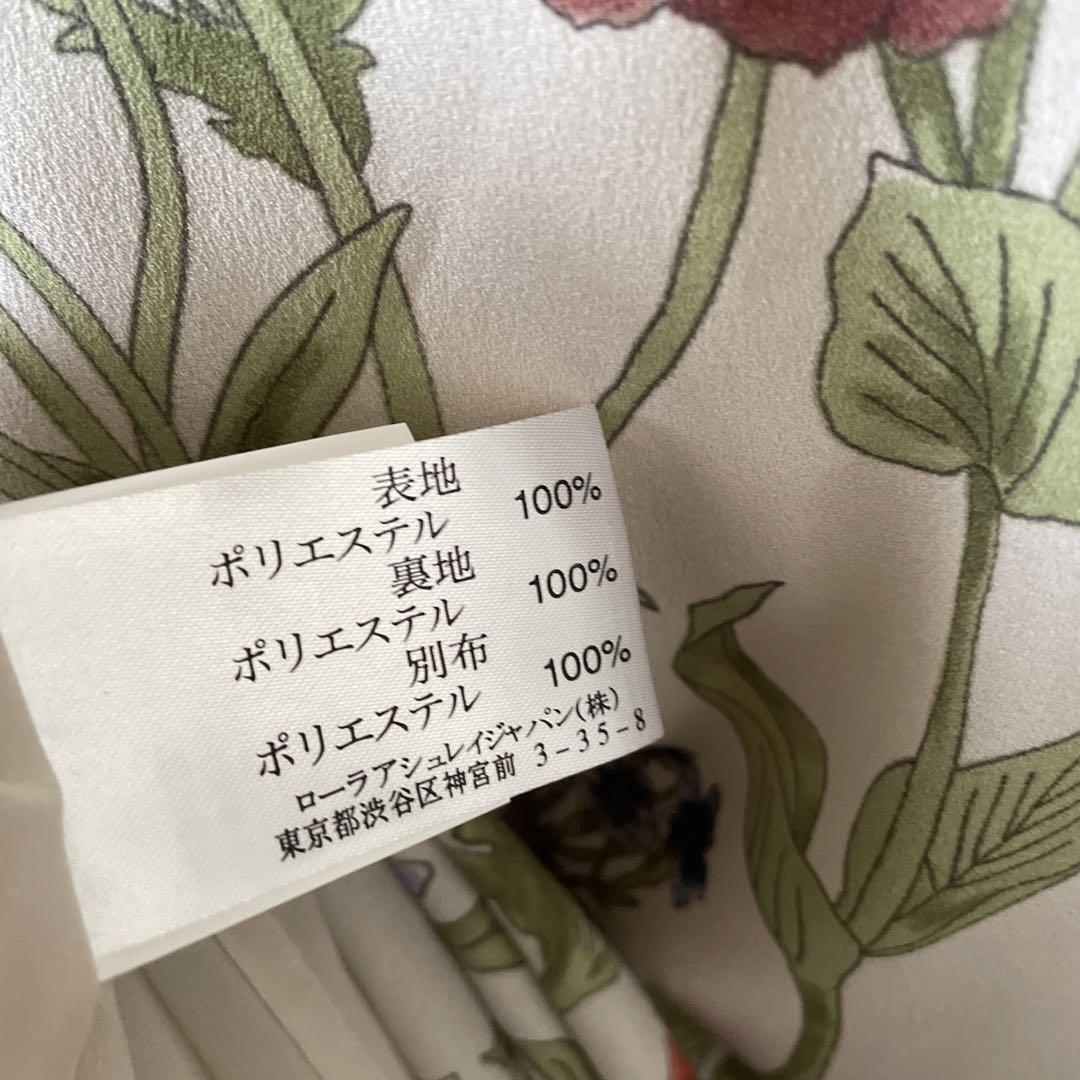 表地
ポリエステル 100%
裏地
ポリエステル 100%
別布
ポリエステル 100%
ローラアシュレイジャパン(株)
東京都渋谷区神宮前 3-35-8